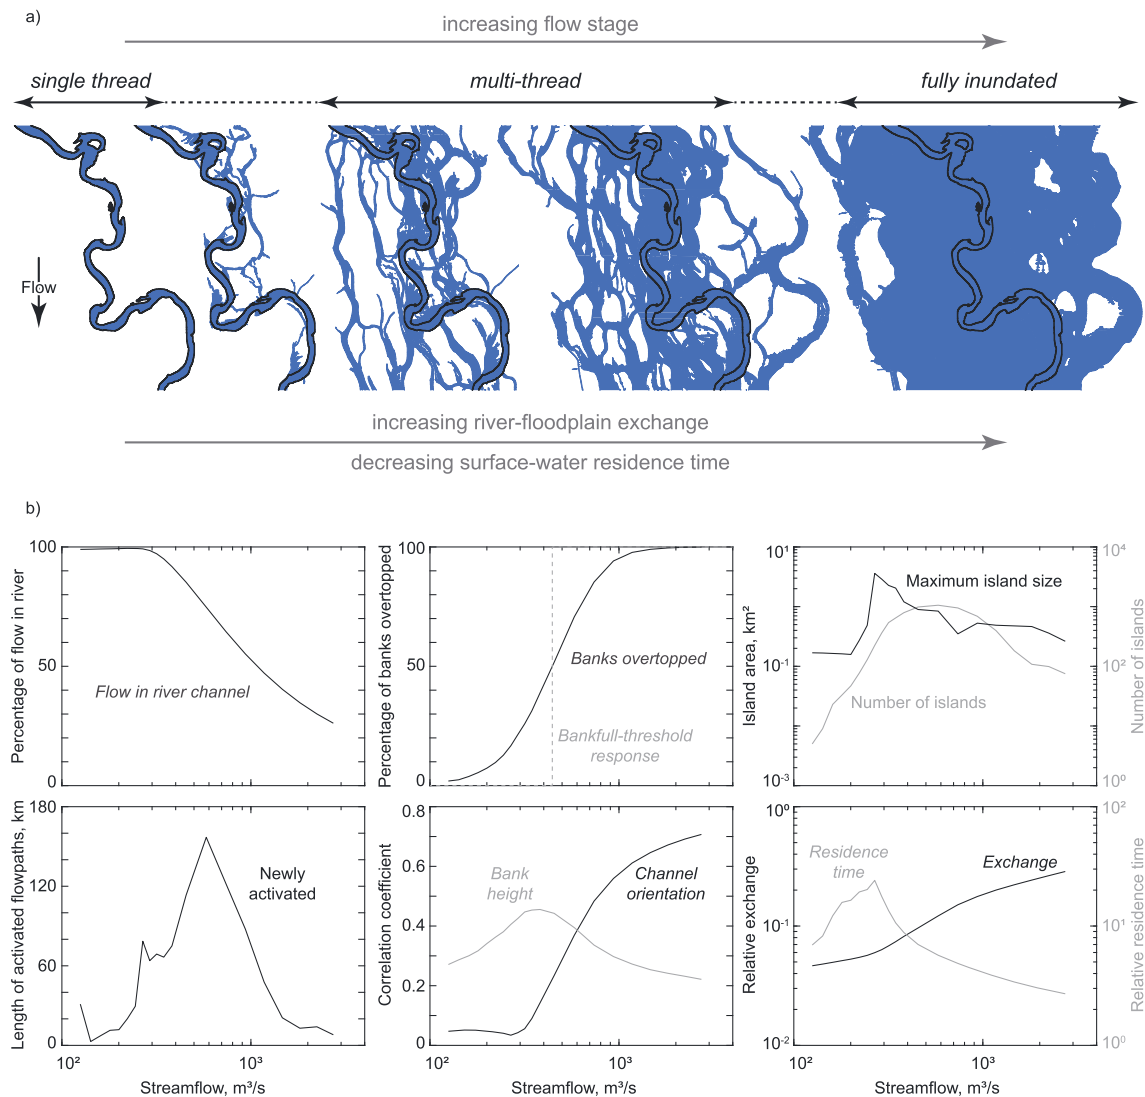 a)
increasing flow stage
single thread
multi-thread
fully inundated
Flow
increasing river-floodplain exchange
decreasing surface-water residence time
b)
Percentage of flow in river
100
50
0
10²
10³
Flow in river channel
Percentage of banks overtopped
100
50
0
10²
10³
Banks overtopped
Bankfull-threshold
response
Island area, km²
10¹
10⁻¹
10⁻³
10²
10³
Maximum island size
Number of islands
10⁴
10²
10⁰
Number of islands
Length of activated flowpaths, km
180
120
60
0
10²
10³
Newly
activated
Streamflow, m³/s
Correlation coefficient
0.8
0.6
0.4
0.2
0
10²
10³
Bank
height
Channel
orientation
Streamflow, m³/s
Relative exchange
10⁰
10⁻¹
10⁻²
10²
10³
Residence
time
Exchange
10²
10¹
10⁰
Relative residence time
Streamflow, m³/s